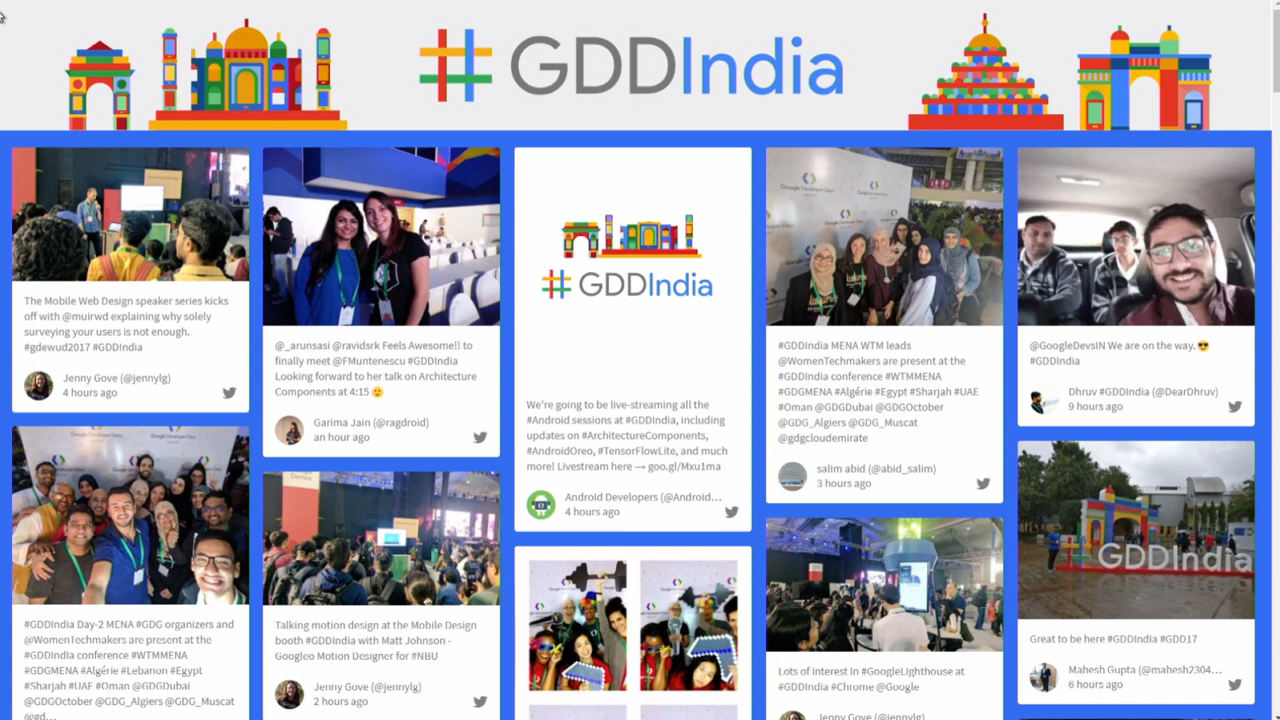 #GDDIndia
The Mobile Web Design speaker series kicks
off with @muirwd explaining why solely
surveying your users is not enough.
#gdewud2017 #GDDIndia
Jenny Gove (@jennylg)
4 hours ago
#GDDIndia Day-2 MENA #GDG organizers and
@WomenTechmakers are present at the
#GDDIndia conference #WTMMENA
#GDGMENA #Algérie #Lebanon #Egypt
#Sharjah #UAE #Oman @GDGDubai
@GDGOctober @GDG_Algiers @GDG_Muscat
@gd...
@_arunsasi @ravidsrk Feels Awesome!! to
finally meet @FMuntenescu #GDDIndia
Looking forward to her talk on Architecture
Components at 4:15
Garima Jain (@ragdroid)
an hour ago
Talking motion design at the Mobile Design
booth #GDDIndia with Matt Johnson -
Googleo Motion Designer for #NBU
Jenny Gove (@jennylg)
2 hours ago
#GDDIndia
We're going to be live-streaming all the
#Android sessions at #GDDIndia, including
updates on #ArchitectureComponents,
#AndroidOreo, #TensorFlowLite, and much
more! Livestream here → goo.gl/Mxu1ma
Android Developers (@Android...
4 hours ago
Google Developer Days
#GDDIndia MENA WTM leads
@WomenTechmakers are present at the
#GDDIndia conference #WTMMENA
#GDGMENA #Algérie #Egypt #Sharjah #UAE
#Oman @GDGDubai @GDGOctober
@GDG_Algiers @GDG_Muscat
@gdgcloudemirate
salim abid (@abid_salim)
3 hours ago
Lots of interest in #GoogleLighthouse at
#GDDIndia #Chrome @Google
Jenny Gove (@jennylg)
@GoogleDevsIN We are on the way.
#GDDIndia
Dhruv #GDDIndia (@DearDhruv)
9 hours ago
#GDDIndia
Great to be here #GDDIndia #GDD17
Mahesh Gupta (@mahesh2304...
6 hours ago